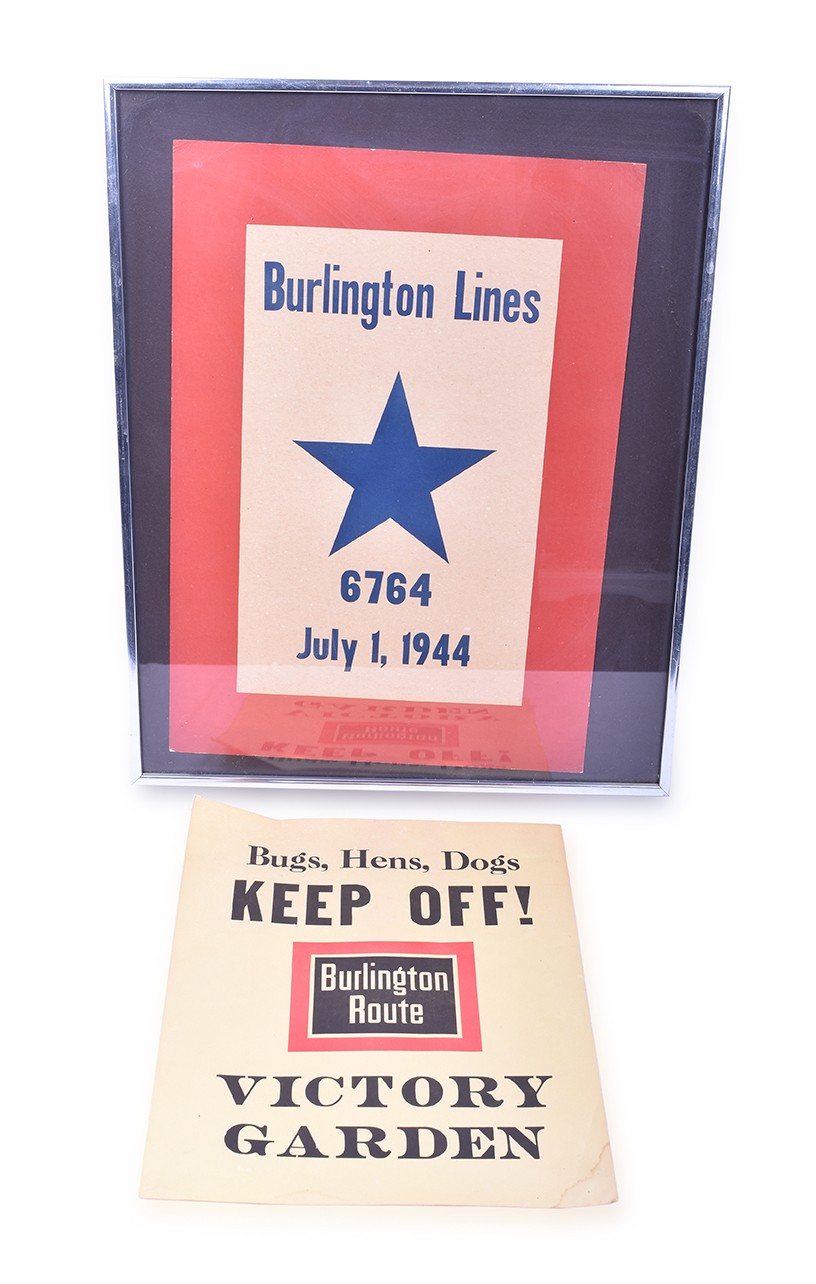 Burlington Lines
6764
July 1, 1944
Bugs, Hens, Dogs
KEEP OFF!
Burlington
Route
VICTORY
GARDEN